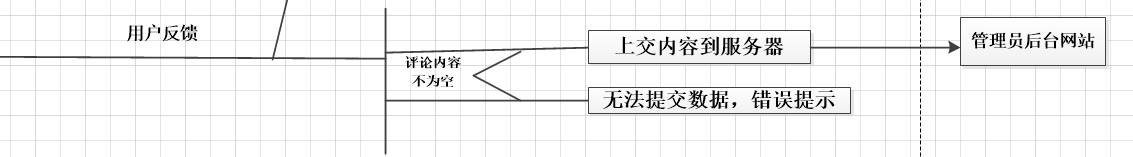 用户反馈
评论内容
不为空
上交内容到服务器
无法提交数据，错误提示
管理员后台网站